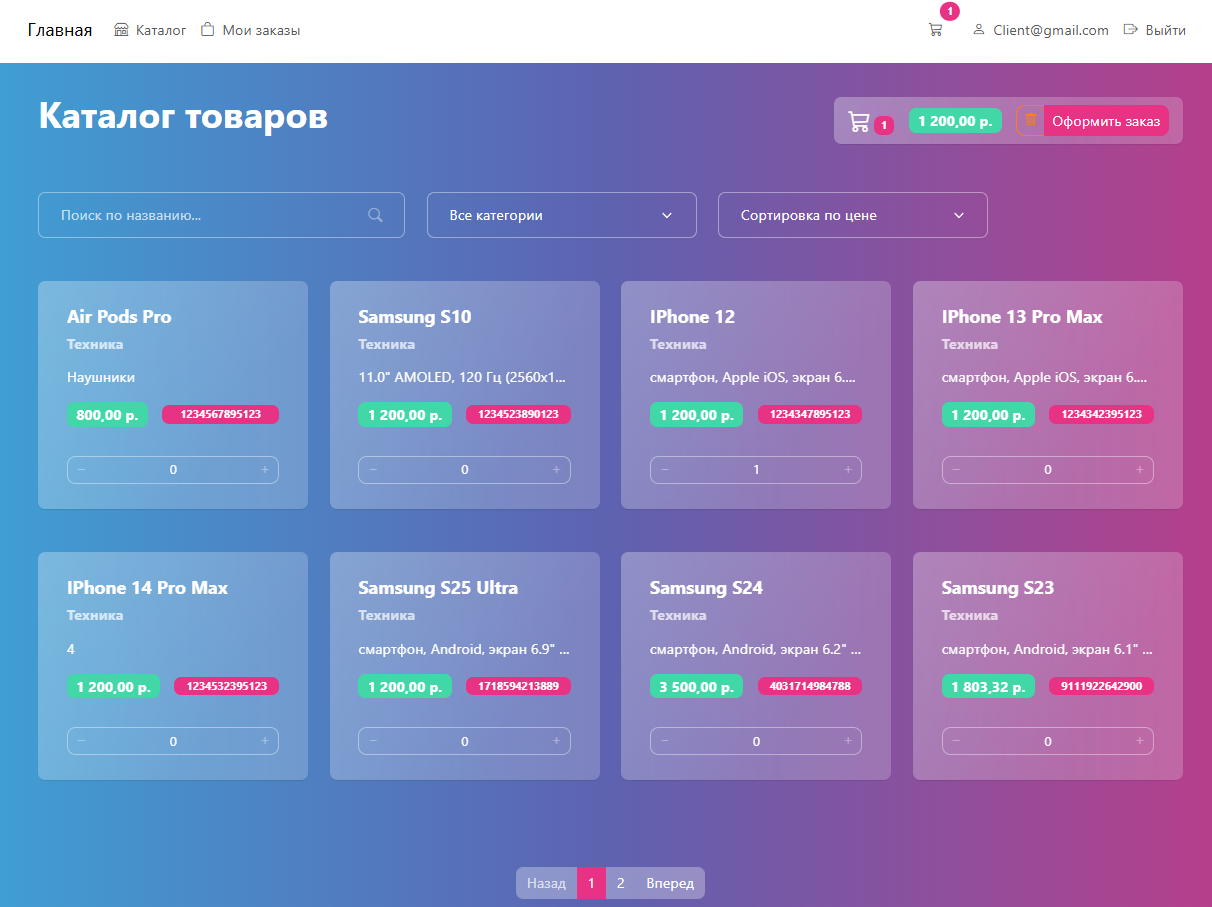 Главная Каталог Мои заказы 1 Client@gmail.com Выйти
Каталог товаров 1 1 200,00 р. Оформить заказ
Поиск по названию... Все категории Сортировка по цене
Air Pods Pro
Техника
Наушники
800,00 р. 1234567895123
− 0 +
Samsung S10
Техника
11.0" AMOLED, 120 Гц (2560x1...
1 200,00 р. 1234523890123
− 0 +
IPhone 12
Техника
смартфон, Apple iOS, экран 6....
1 200,00 р. 1234347895123
− 1 +
IPhone 13 Pro Max
Техника
смартфон, Apple iOS, экран 6....
1 200,00 р. 1234342395123
− 0 +
IPhone 14 Pro Max
Техника
4
1 200,00 р. 1234532395123
− 0 +
Samsung S25 Ultra
Техника
смартфон, Android, экран 6.9" ...
1 200,00 р. 1718594213889
− 0 +
Samsung S24
Техника
смартфон, Android, экран 6.2" ...
3 500,00 р. 4031714984788
− 0 +
Samsung S23
Техника
смартфон, Android, экран 6.1" ...
1 803,32 р. 9111922642900
− 0 +
Назад 1 2 Вперед